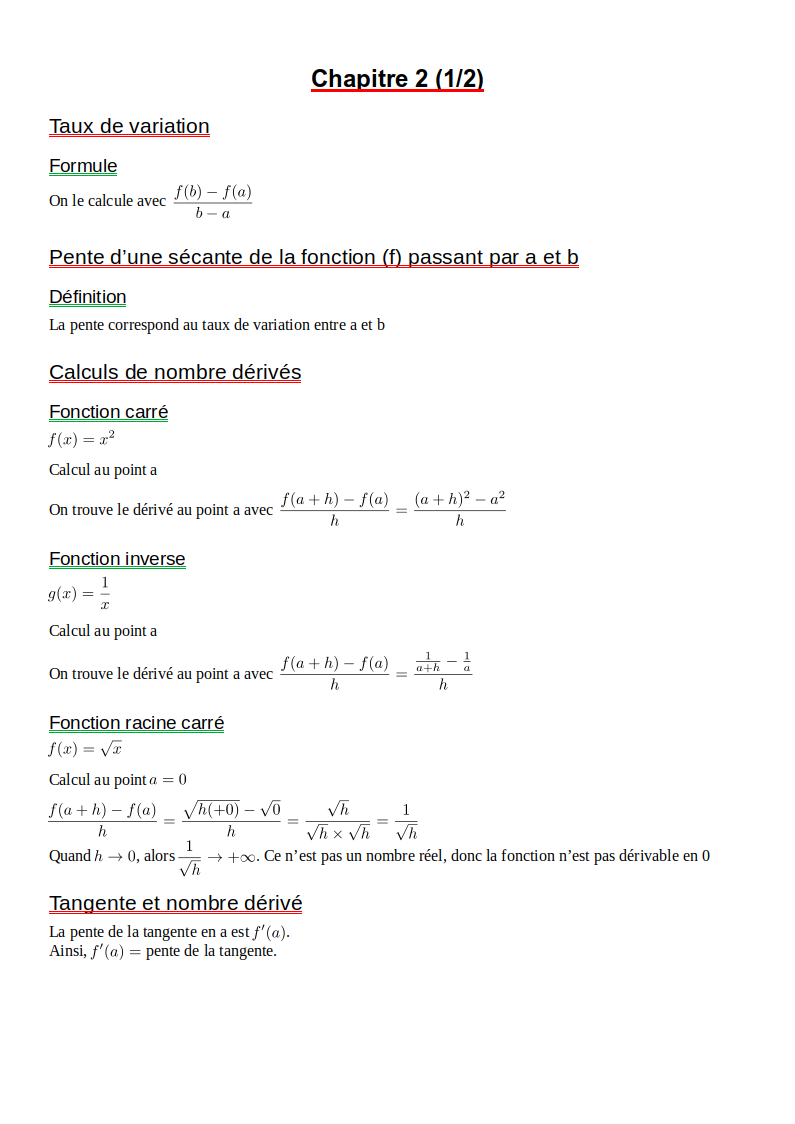 Chapitre 2 (1/2)
Taux de variation
Formule
On le calcule avec $\frac{f(b)-f(a)}{b-a}$
Pente d’une sécante de la fonction (f) passant par a et b
Définition
La pente correspond au taux de variation entre a et b
Calculs de nombre dérivés
Fonction carré
$f(x) = x^2$
Calcul au point a
On trouve le dérivé au point a avec $\frac{f(a+h)-f(a)}{h} = \frac{(a+h)^2-a^2}{h}$
Fonction inverse
$g(x) = \frac{1}{x}$
Calcul au point a
On trouve le dérivé au point a avec $\frac{f(a+h)-f(a)}{h} = \frac{\frac{1}{a+h}-\frac{1}{a}}{h}$
Fonction racine carré
$f(x) = \sqrt{x}$
Calcul au point $a = 0$
$\frac{f(a+h)-f(a)}{h} = \frac{\sqrt{h(+0)}-\sqrt{0}}{h} = \frac{\sqrt{h}}{\sqrt{h}\times\sqrt{h}} = \frac{1}{\sqrt{h}}$
Quand $h \to 0$, alors $\frac{1}{\sqrt{h}} \to +\infty$. Ce n’est pas un nombre réel, donc la fonction n’est pas dérivable en 0
Tangente et nombre dérivé
La pente de la tangente en a est $f'(a)$.
Ainsi, $f'(a) =$ pente de la tangente.